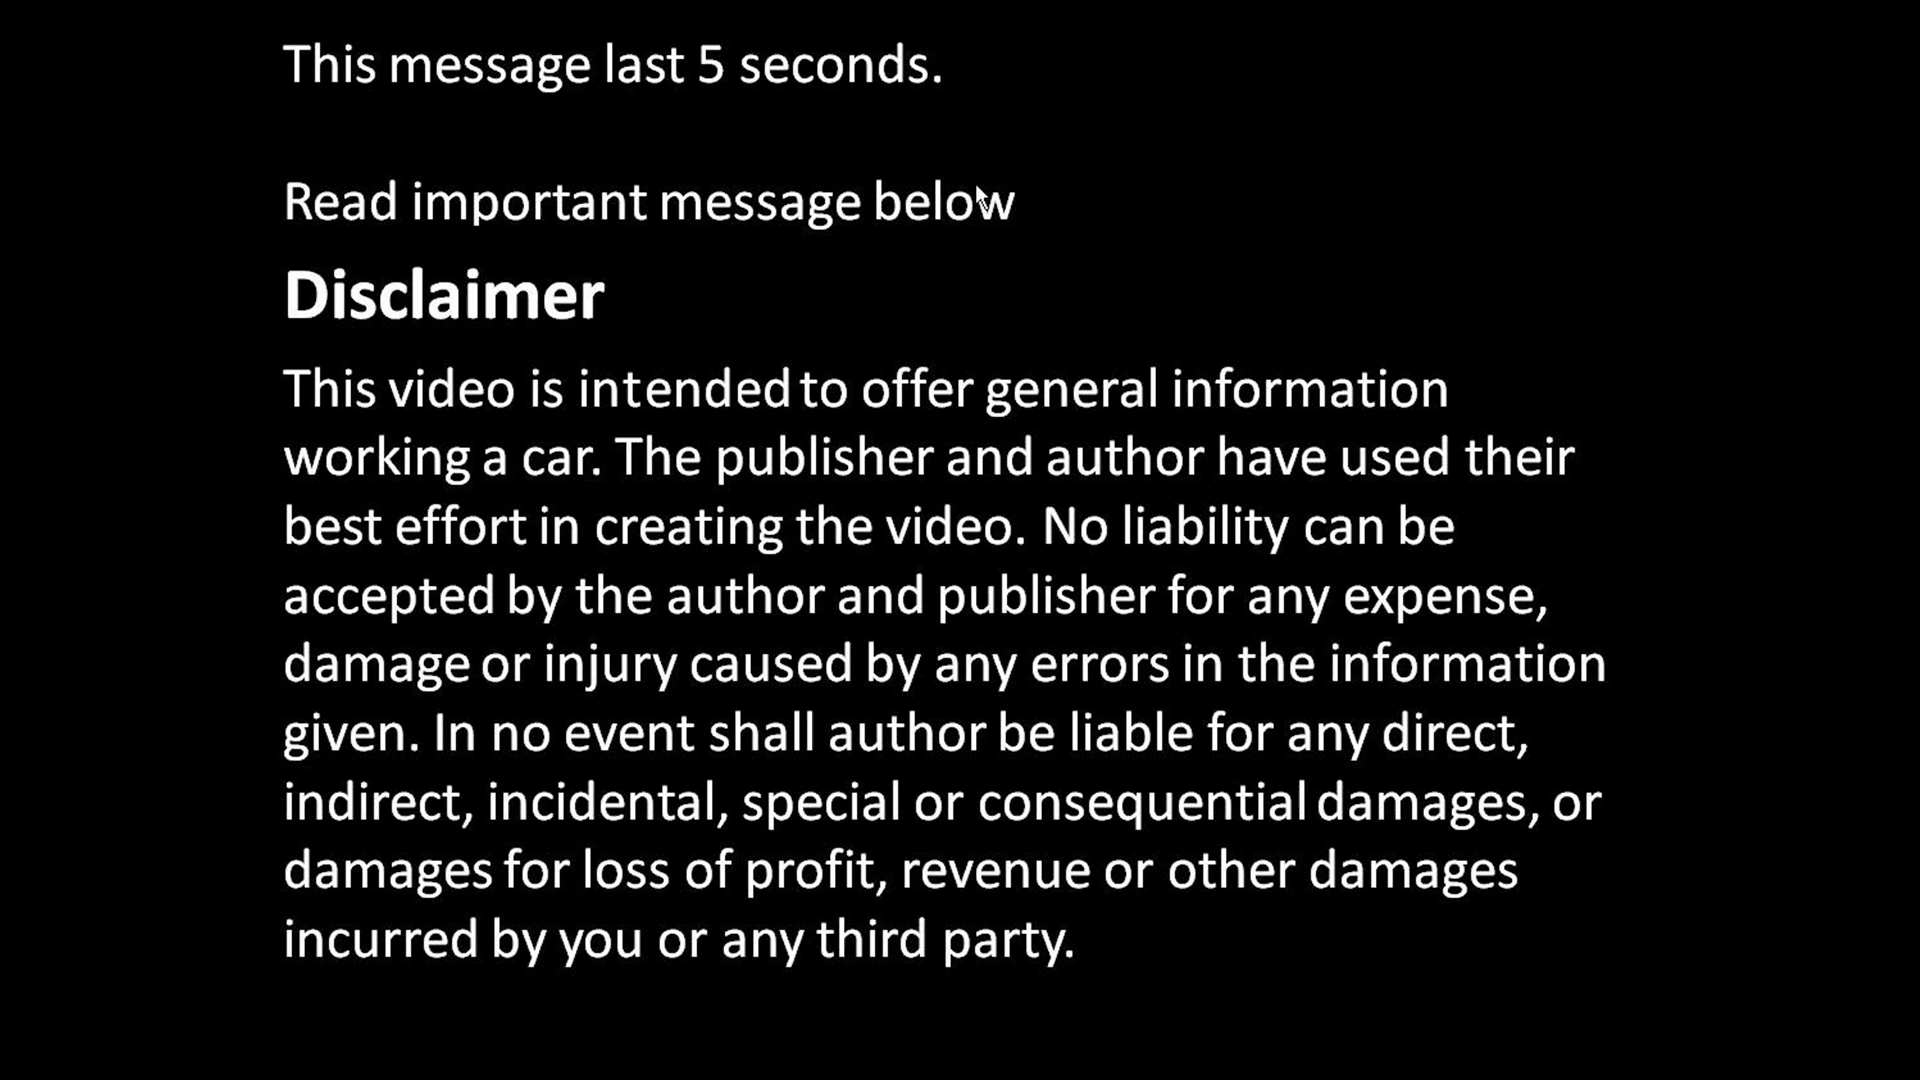 This message last 5 seconds.
Read important message below
Disclaimer
This video is intended to offer general information
working a car. The publisher and author have used their
best effort in creating the video. No liability can be
accepted by the author and publisher for any expense,
damage or injury caused by any errors in the information
given. In no event shall author be liable for any direct,
indirect, incidental, special or consequential damages, or
damages for loss of profit, revenue or other damages
incurred by you or any third party.